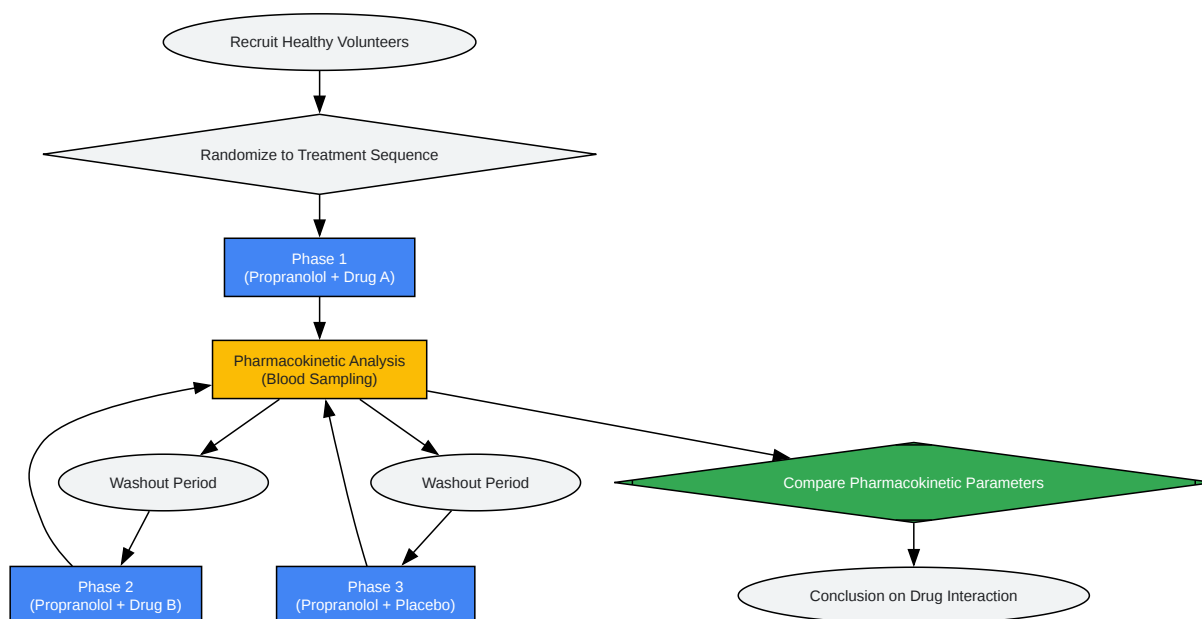 Recruit Healthy Volunteers
Randomize to Treatment Sequence
Phase 1
(Propranolol + Drug A)
Pharmacokinetic Analysis
(Blood Sampling)
Washout Period
Washout Period
Compare Pharmacokinetic Parameters
Phase 2
(Propranolol + Drug B)
Phase 3
(Propranolol + Placebo)
Conclusion on Drug Interaction